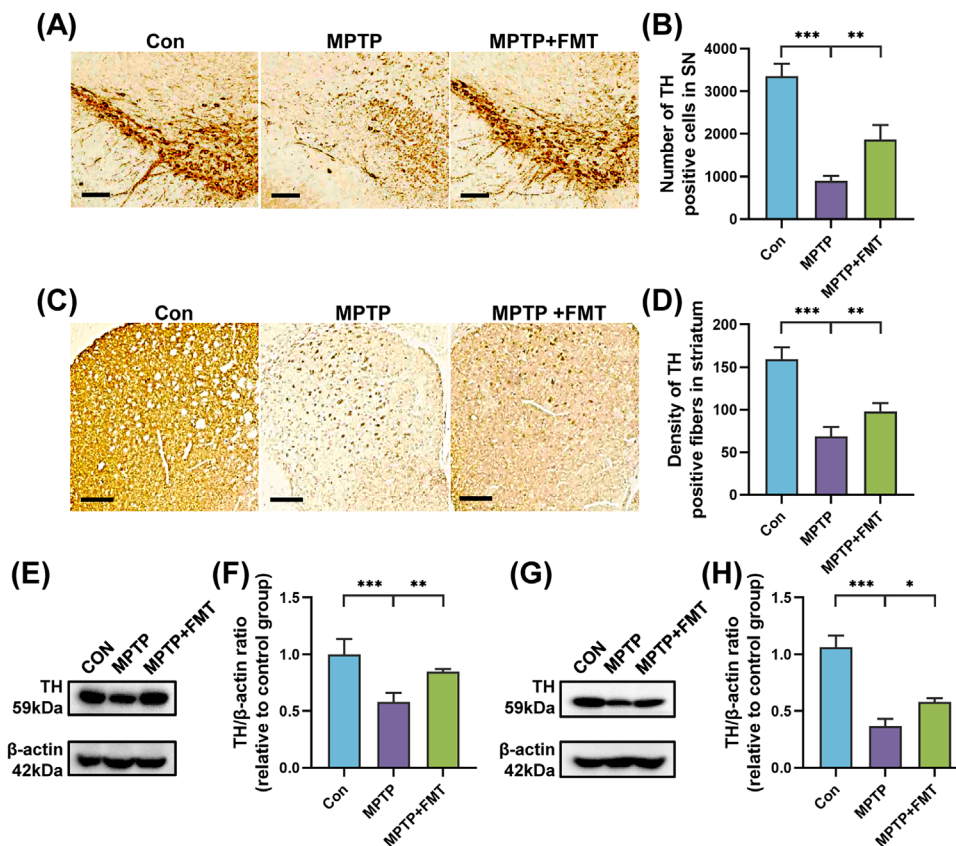 (A)
Con
MPTP
MPTP+FMT
(B)
Number of TH
positive cells in SN
4000
3000
2000
1000
0
***
**
Con
MPTP
MPTP+FMT
(C)
Con
MPTP
MPTP +FMT
(D)
Density of TH
positive fibers in striatum
200
150
100
50
0
***
**
Con
MPTP
MPTP+FMT
(E)
CON
MPTP
MPTP+FMT
TH
59kDa
β-actin
42kDa
(F)
TH/β-actin ratio
(relative to control group)
1.5
1.0
0.5
0.0
***
**
Con
MPTP
MPTP+FMT
(G)
CON
MPTP
MPTP+FMT
TH
59kDa
β-actin
42kDa
(H)
TH/β-actin ratio
(relative to control group)
1.5
1.0
0.5
0.0
***
*
Con
MPTP
MPTP+FMT